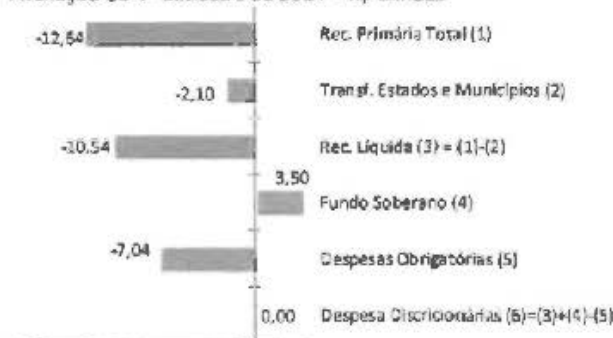 -12,64 Rec. Primária Total (1)
-2,10 Transf. Estados e Municípios (2)
-10,54 Rec. Líquida (3) = (1)-(2)
3,50 Fundo Soberano (4)
-7,04 Despesas Obrigatórias (5)
0,00 Despesa Discricionárias (6)=(3)+(4)-(5)